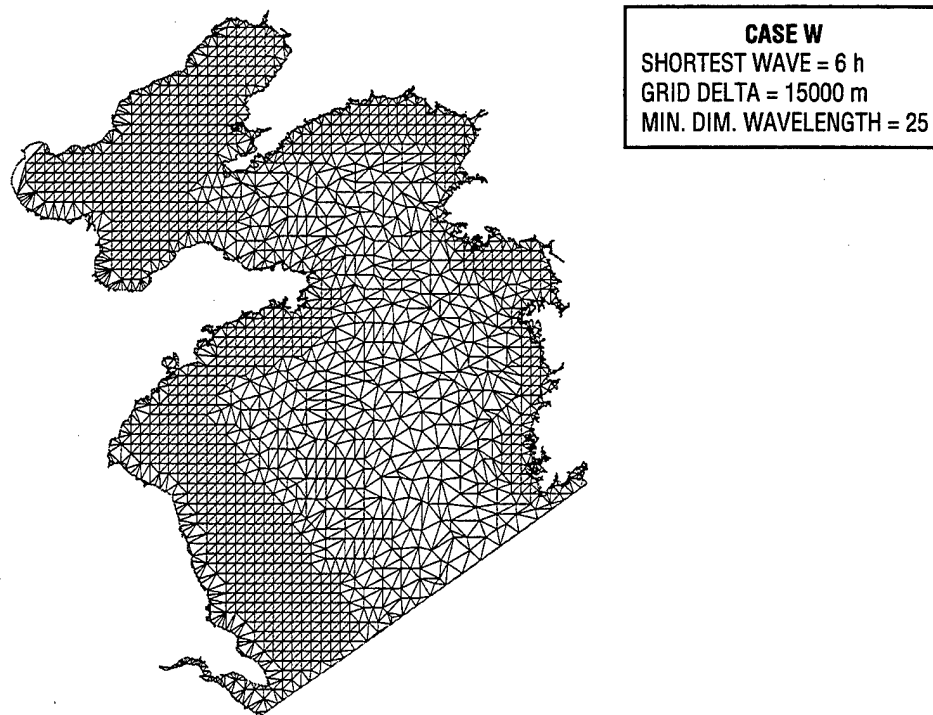 CASE W
SHORTEST WAVE = 6 h
GRID DELTA = 15000 m
MIN. DIM. WAVELENGTH = 25